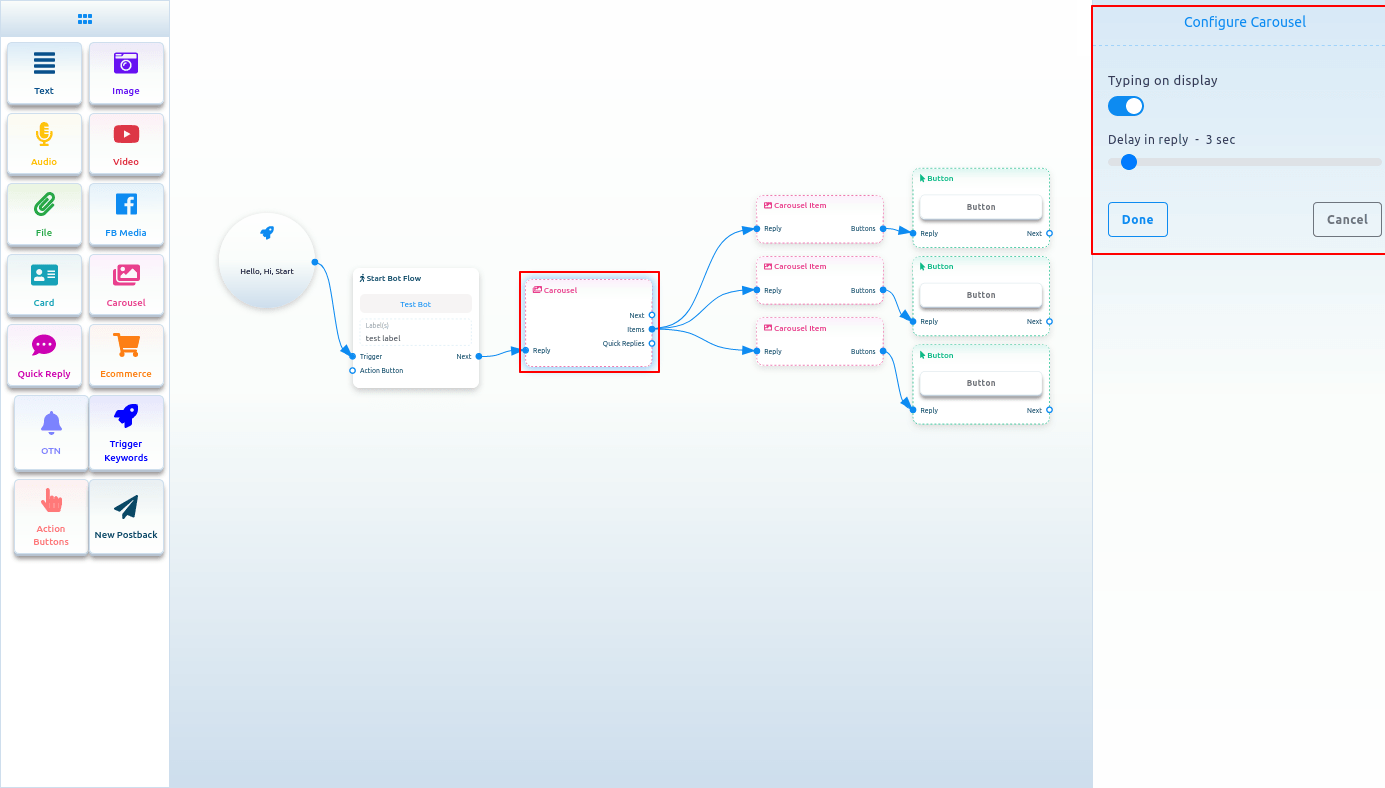 Text
Image
Audio
Video
File
FB Media
Card
Carousel
Quick Reply
Ecommerce
OTN
Trigger
Keywords
Action
Buttons
New Postback
Hello, Hi, Start
Start Bot Flow
Test Bot
Label(s)
test label
Trigger
Next
Action Button
Carousel
Next
Items
Quick Replies
Reply
Carousel Item
Reply
Buttons
Carousel Item
Reply
Buttons
Carousel Item
Reply
Buttons
Button
Button
Reply
Next
Button
Button
Reply
Next
Button
Button
Reply
Next
Configure Carousel
Typing on display
Delay in reply - 3 sec
Done
Cancel